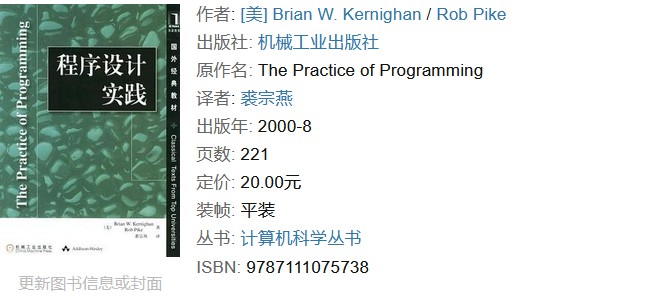 The Practice of Programming
程序设计
实践
国外经典教材
Classical Texts From Top Universities
[美] Brian W. Kernighan 著
Rob Pike
裘宗燕 译
机械工业出版社
China Machine Press
Addison-Wesley
更新图书信息或封面
作者: [美] Brian W. Kernighan / Rob Pike
出版社: 机械工业出版社
原作名: The Practice of Programming
译者: 裘宗燕
出版年: 2000-8
页数: 221
定价: 20.00元
装帧: 平装
丛书: 计算机科学丛书
ISBN: 9787111075738